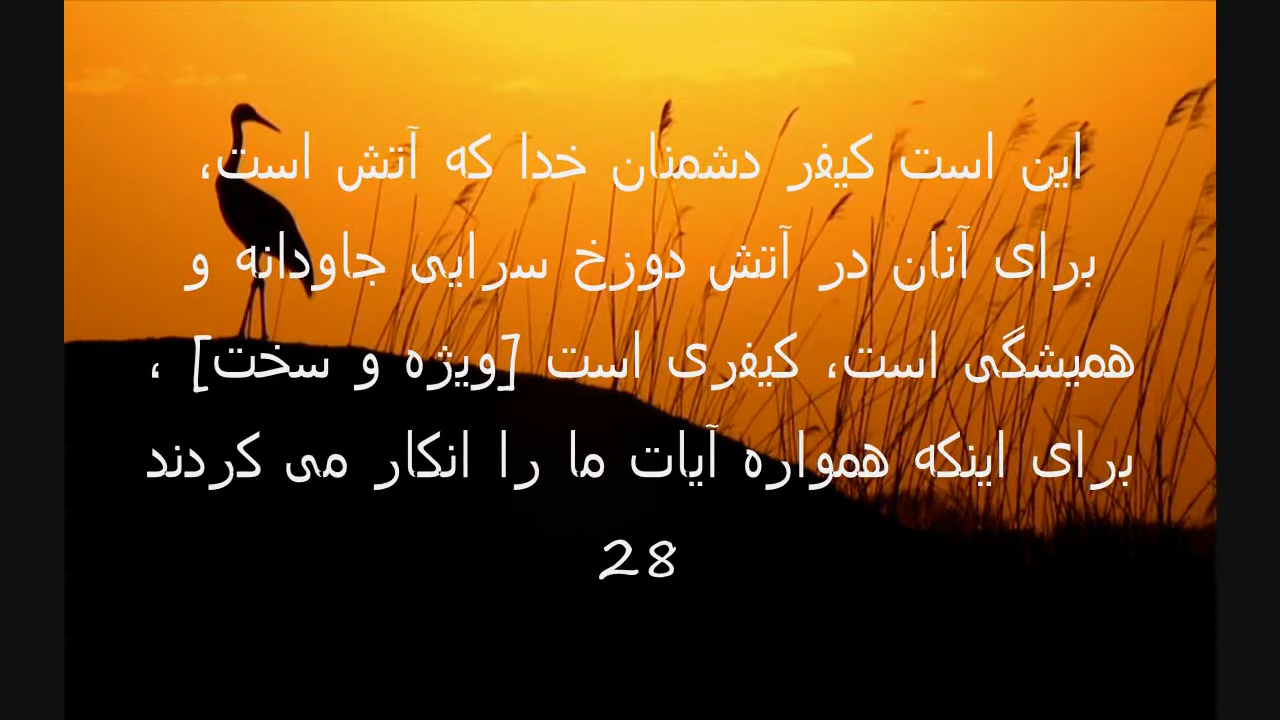 این است کیفر دشمنان خدا که آتش است،
برای آنان در آتش دوزخ سرایی جاودانه و
همیشگی است، کیفری است [ویژه و سخت] ،
برای اینکه همواره آیات ما را انکار می کردند
28